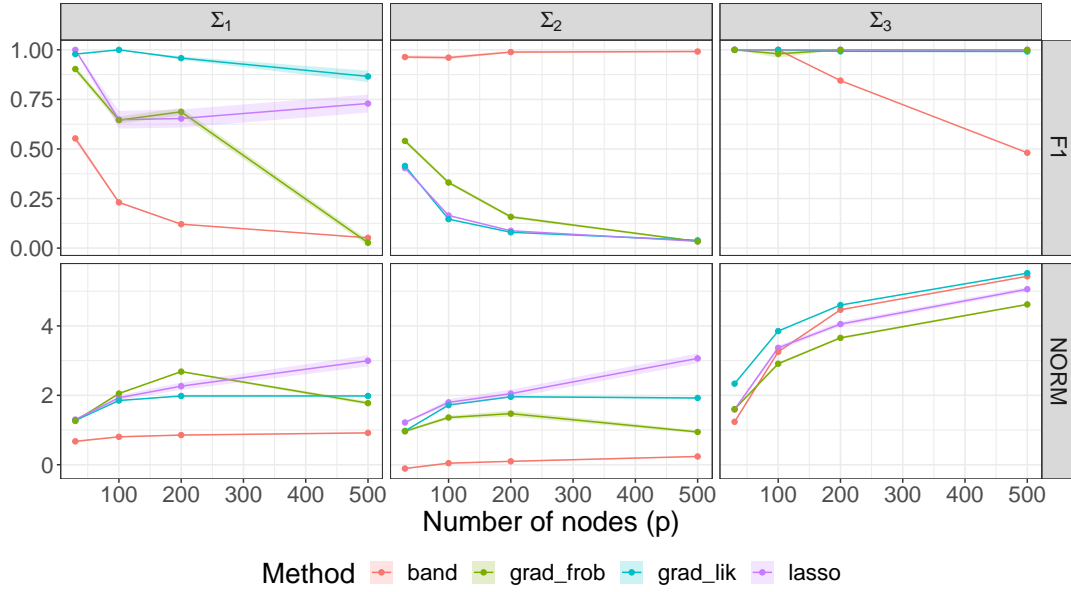 Σ1 Σ2 Σ3
1.00
0.75
0.50
0.25
0.00
F1
4
2
0
NORM
100 200 300 400 500 100 200 300 400 500 100 200 300 400 500
Number of nodes (p)
Method band grad_frob grad_lik lasso